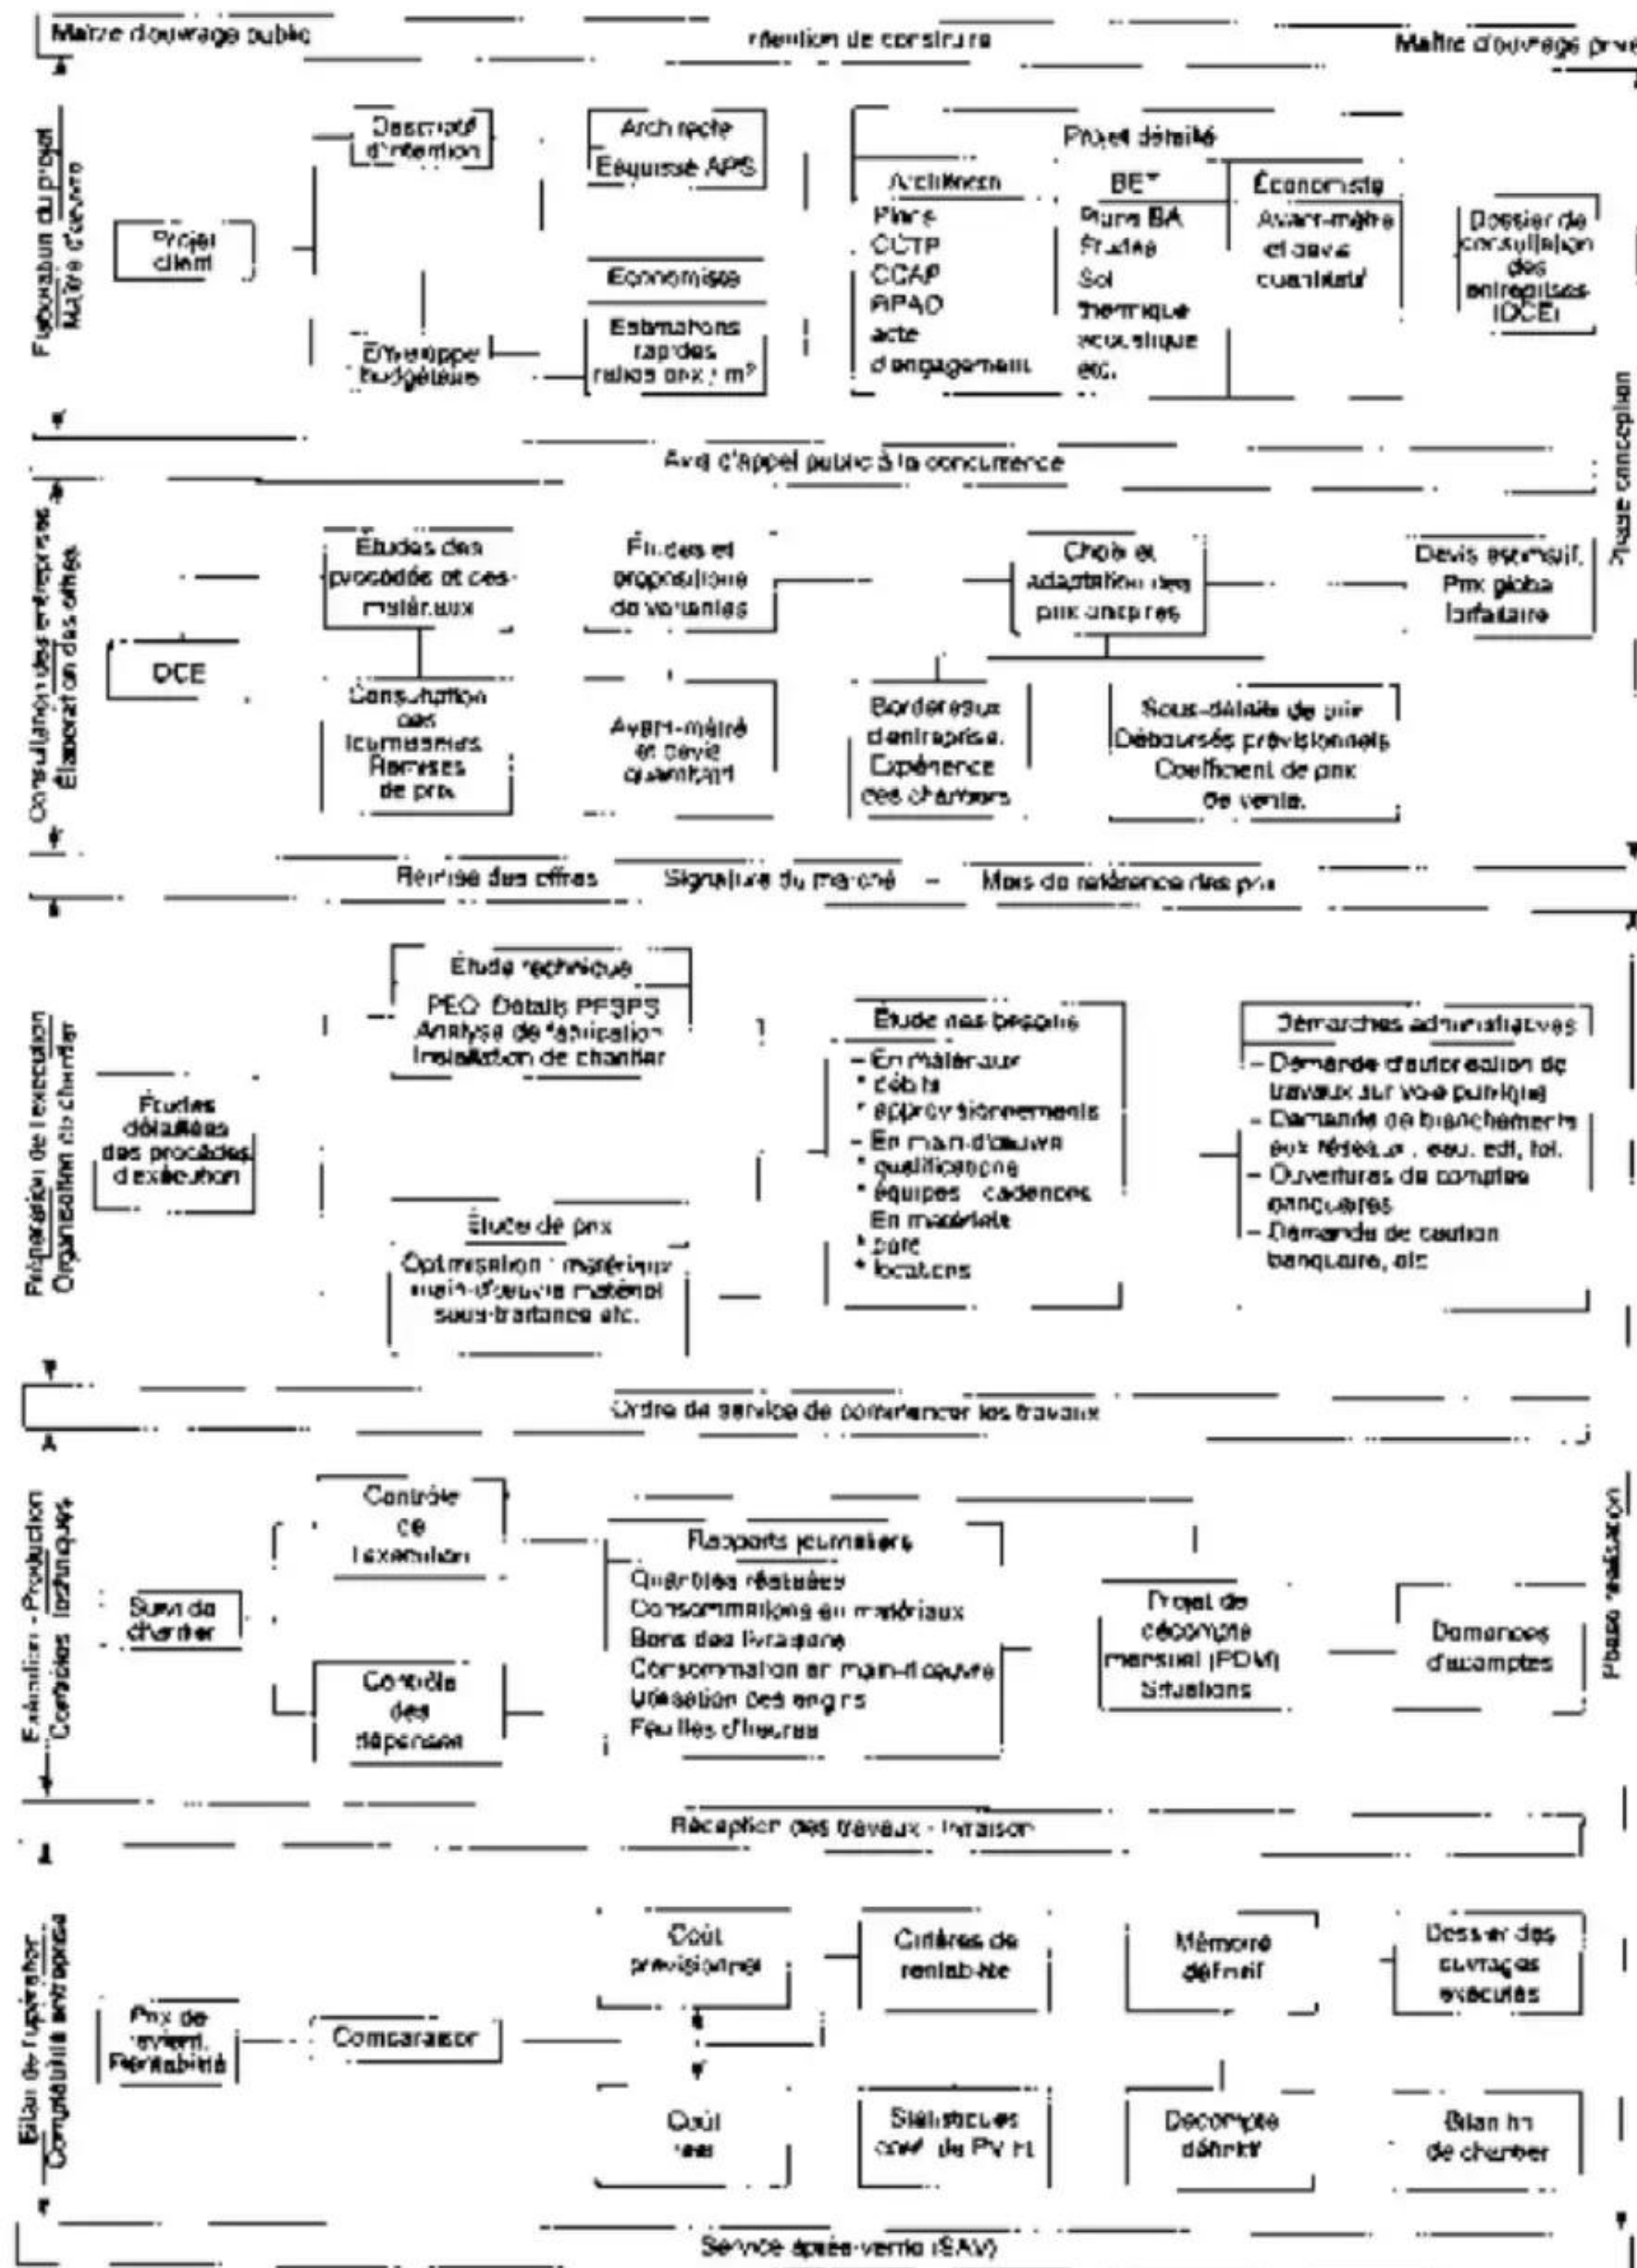 Maître d'ouvrage public
Intention de construire
Maître d'ouvrage privé
Élaboration du projet
Maître d'œuvre
Projet
client
Descriptif
d'intention
Enveloppe
budgétaire
Architecte
Esquisse APS
Économiste
Estimations
rapides
ratios prix / m²
Projet détaillé
Architecte
Plans
CCTP
CCAP
RPAO
acte
d'engagement
BET
Plans BA
Études
Sol
thermique
acoustique
etc.
Économiste
Avant-métré
et devis
quantitatif
Dossier de
consultation
des
entreprises
(DCE)
Phase conception
Avis d'appel public à la concurrence
Consultation des entreprises
Élaboration des offres
DCE
Études des
procédés et des
matériaux
Consultation
des
fournisseurs
Remises
de prix
Études et
propositions
de variantes
Avant-métré
et devis
quantitatif
Choix et
adaptation des
prix unitaires
Bordereaux
d'entreprise.
Expérience
des chantiers
Sous-détails de prix
Déboursés prévisionnels
Coefficient de prix
de vente.
Devis estimatif.
Prix global
forfaitaire
Remise des offres
Signature du marché – Mois de référence des prix
Préparation de l'exécution
Organisation du chantier
Études
détaillées
des procédés
d'exécution
Étude technique
PEO Détails PPSPS
Analyse de fabrication
Installation de chantier
Étude de prix
Optimisation : matériaux
main-d'œuvre matériel
sous-traitance etc.
Étude des besoins
– En matériaux
* débits
* approvisionnements
– En main-d'œuvre
* qualifications
* équipes - cadences
En matériels
* parc
* locations
Démarches administratives
– Demande d'autorisation de
travaux sur voie publique
– Demande de branchements
aux réseaux : eau, edf, tel.
– Ouvertures de comptes
bancaires
– Demande de caution
banquaire, etc
Ordre de service de commencer les travaux
Exécution - Production
Contrôles techniques
Suivi de
chantier
Contrôle
de
l'exécution
Contrôle
des
dépenses
Rapports journaliers
Quantités réalisées
Consommations en matériaux
Bons des livraisons
Consommation en main-d'œuvre
Utilisation des engins
Feuilles d'heures
Projet de
décompte
mensuel (PDM)
Situations
Demandes
d'acomptes
Phase réalisation
Réception des travaux - livraison
Bilan de l'opération
Comptabilité entreprise
Prix de
revient.
Rentabilité
Comparaison
Coût
prévisionnel
Coût
réel
Critères de
rentabilité
Statistiques
coef. de PV H
Mémoire
définitif
Décompte
définitif
Dossier des
ouvrages
exécutés
Bilan fin
de chantier
Service après-vente (SAV)